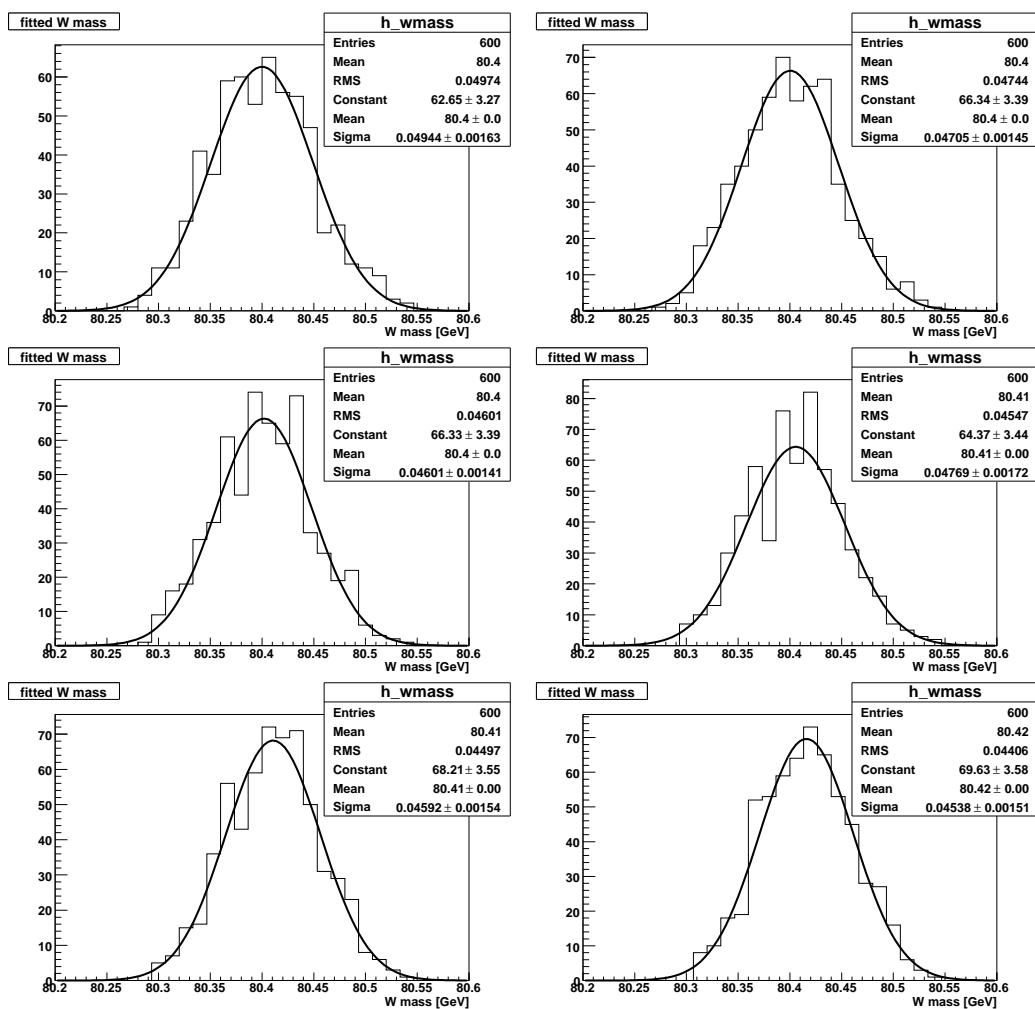 fitted W mass
h_wmass
Entries 600
Mean 80.4
RMS 0.04974
Constant 62.65 ± 3.27
Mean 80.4 ± 0.0
Sigma 0.04944 ± 0.00163
60
50
40
30
20
10
0
80.2 80.25 80.3 80.35 80.4 80.45 80.5 80.55 80.6
W mass [GeV]
fitted W mass
h_wmass
Entries 600
Mean 80.4
RMS 0.04744
Constant 66.34 ± 3.39
Mean 80.4 ± 0.0
Sigma 0.04705 ± 0.00145
70
60
50
40
30
20
10
0
80.2 80.25 80.3 80.35 80.4 80.45 80.5 80.55 80.6
W mass [GeV]
fitted W mass
h_wmass
Entries 600
Mean 80.4
RMS 0.04601
Constant 66.33 ± 3.39
Mean 80.4 ± 0.0
Sigma 0.04601 ± 0.00141
70
60
50
40
30
20
10
0
80.2 80.25 80.3 80.35 80.4 80.45 80.5 80.55 80.6
W mass [GeV]
fitted W mass
h_wmass
Entries 600
Mean 80.41
RMS 0.04547
Constant 64.37 ± 3.44
Mean 80.41 ± 0.00
Sigma 0.04769 ± 0.00172
80
70
60
50
40
30
20
10
0
80.2 80.25 80.3 80.35 80.4 80.45 80.5 80.55 80.6
W mass [GeV]
fitted W mass
h_wmass
Entries 600
Mean 80.41
RMS 0.04497
Constant 68.21 ± 3.55
Mean 80.41 ± 0.00
Sigma 0.04592 ± 0.00154
70
60
50
40
30
20
10
0
80.2 80.25 80.3 80.35 80.4 80.45 80.5 80.55 80.6
W mass [GeV]
fitted W mass
h_wmass
Entries 600
Mean 80.42
RMS 0.04406
Constant 69.63 ± 3.58
Mean 80.42 ± 0.00
Sigma 0.04538 ± 0.00151
70
60
50
40
30
20
10
0
80.2 80.25 80.3 80.35 80.4 80.45 80.5 80.55 80.6
W mass [GeV]